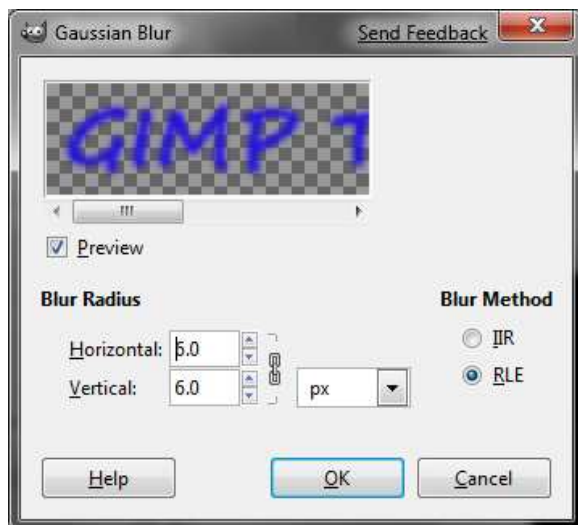 Gaussian Blur Send Feedback
GIMP T
Preview
Blur Radius
Blur Method
Horizontal: 6.0
Vertical: 6.0
px
IIR
RLE
Help
OK
Cancel